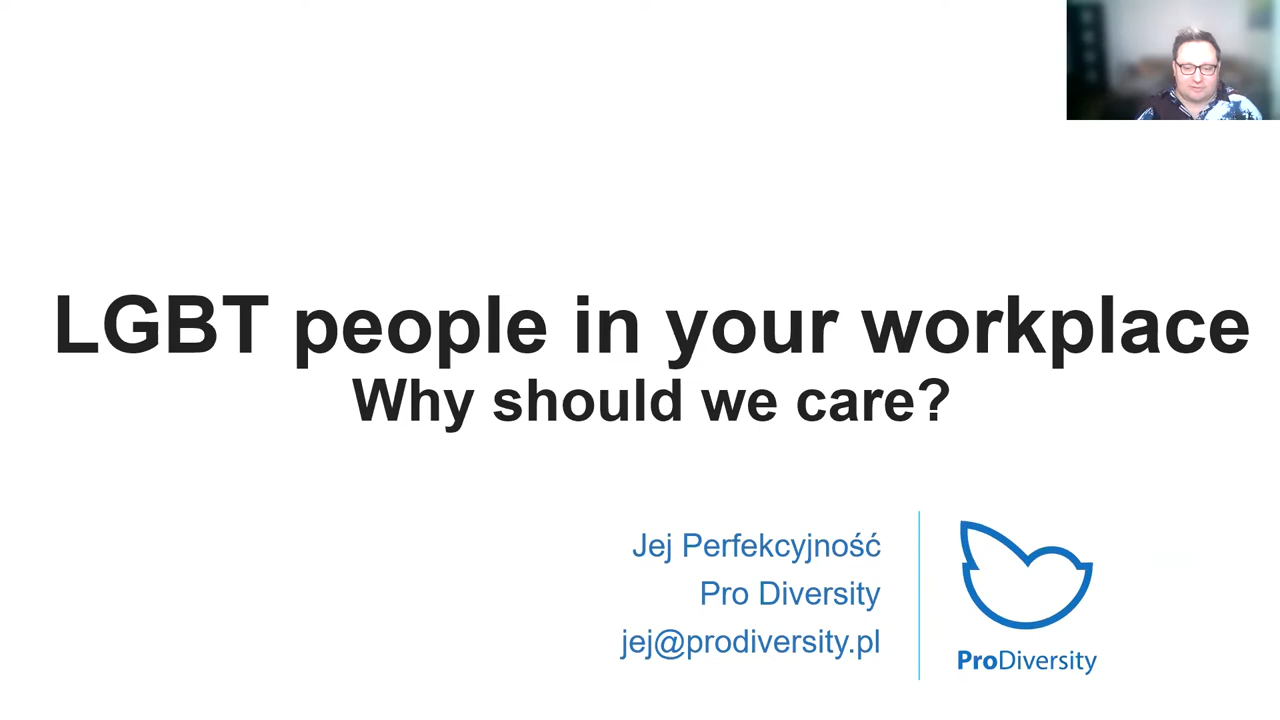 LGBT people in your workplace
Why should we care?
Jej Perfekcyjność
Pro Diversity
jej@prodiversity.pl
ProDiversity